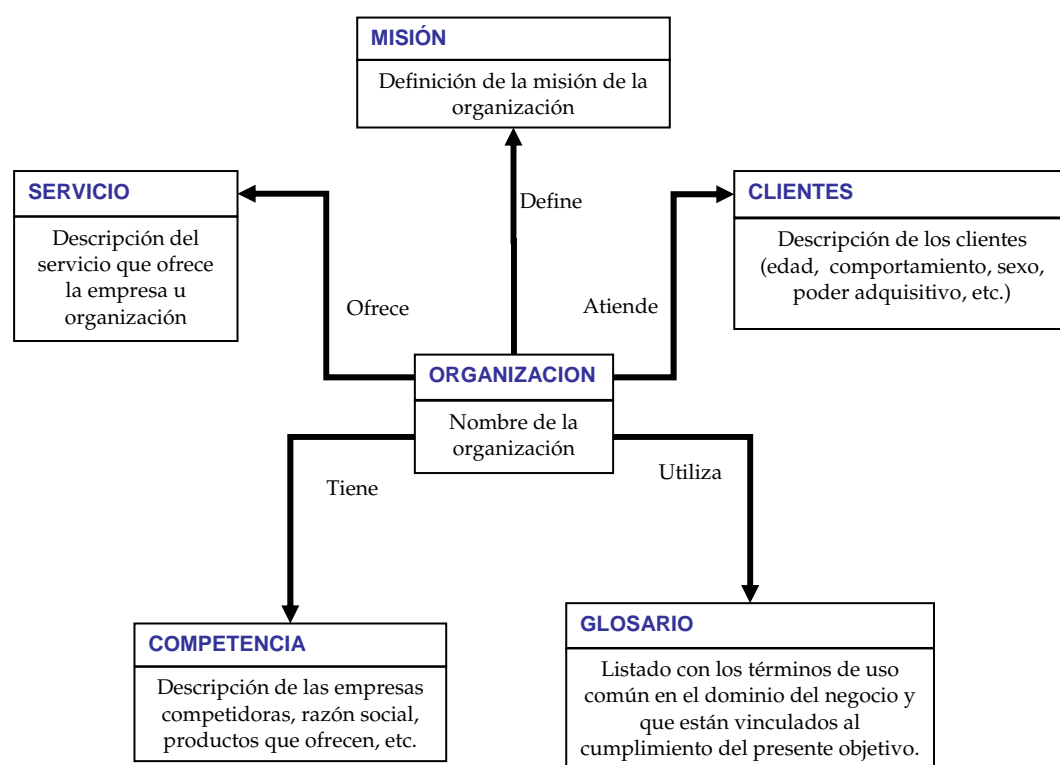 MISIÓN
Definición de la misión de la
organización
SERVICIO
Descripción del
servicio que ofrece
la empresa u
organización
Define
CLIENTES
Descripción de los clientes
(edad, comportamiento, sexo,
poder adquisitivo, etc.)
Ofrece
Atiende
ORGANIZACION
Nombre de la
organización
Tiene
Utiliza
COMPETENCIA
Descripción de las empresas
competidoras, razón social,
productos que ofrecen, etc.
GLOSARIO
Listado con los términos de uso
común en el dominio del negocio y
que están vinculados al
cumplimiento del presente objetivo.